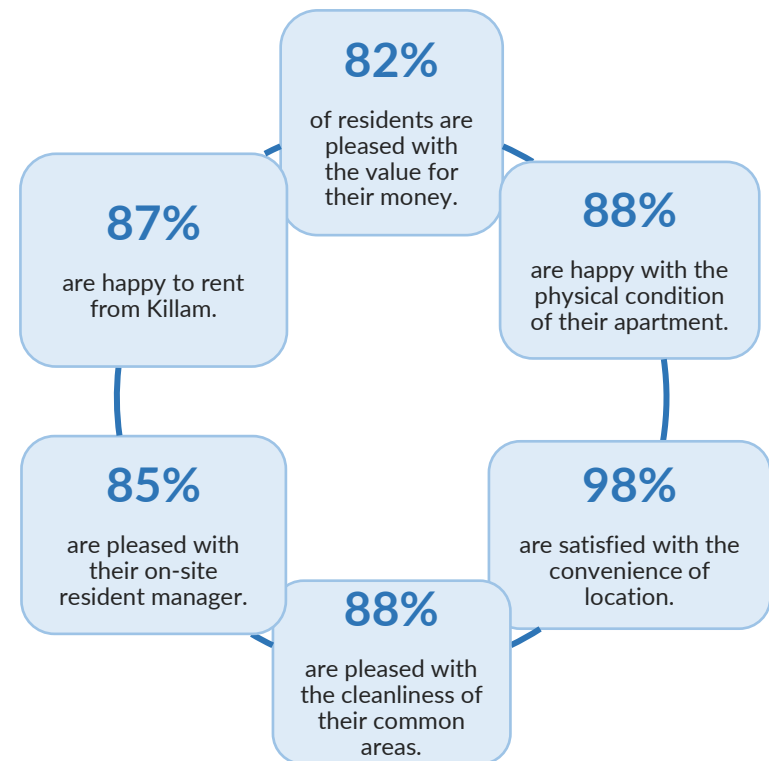 82%
of residents are
pleased with
the value for
their money.
88%
are happy with the
physical condition
of their apartment.
98%
are satisfied with the
convenience of
location.
88%
are pleased with
the cleanliness of
their common
areas.
85%
are pleased with
their on-site
resident manager.
87%
are happy to rent
from Killam.